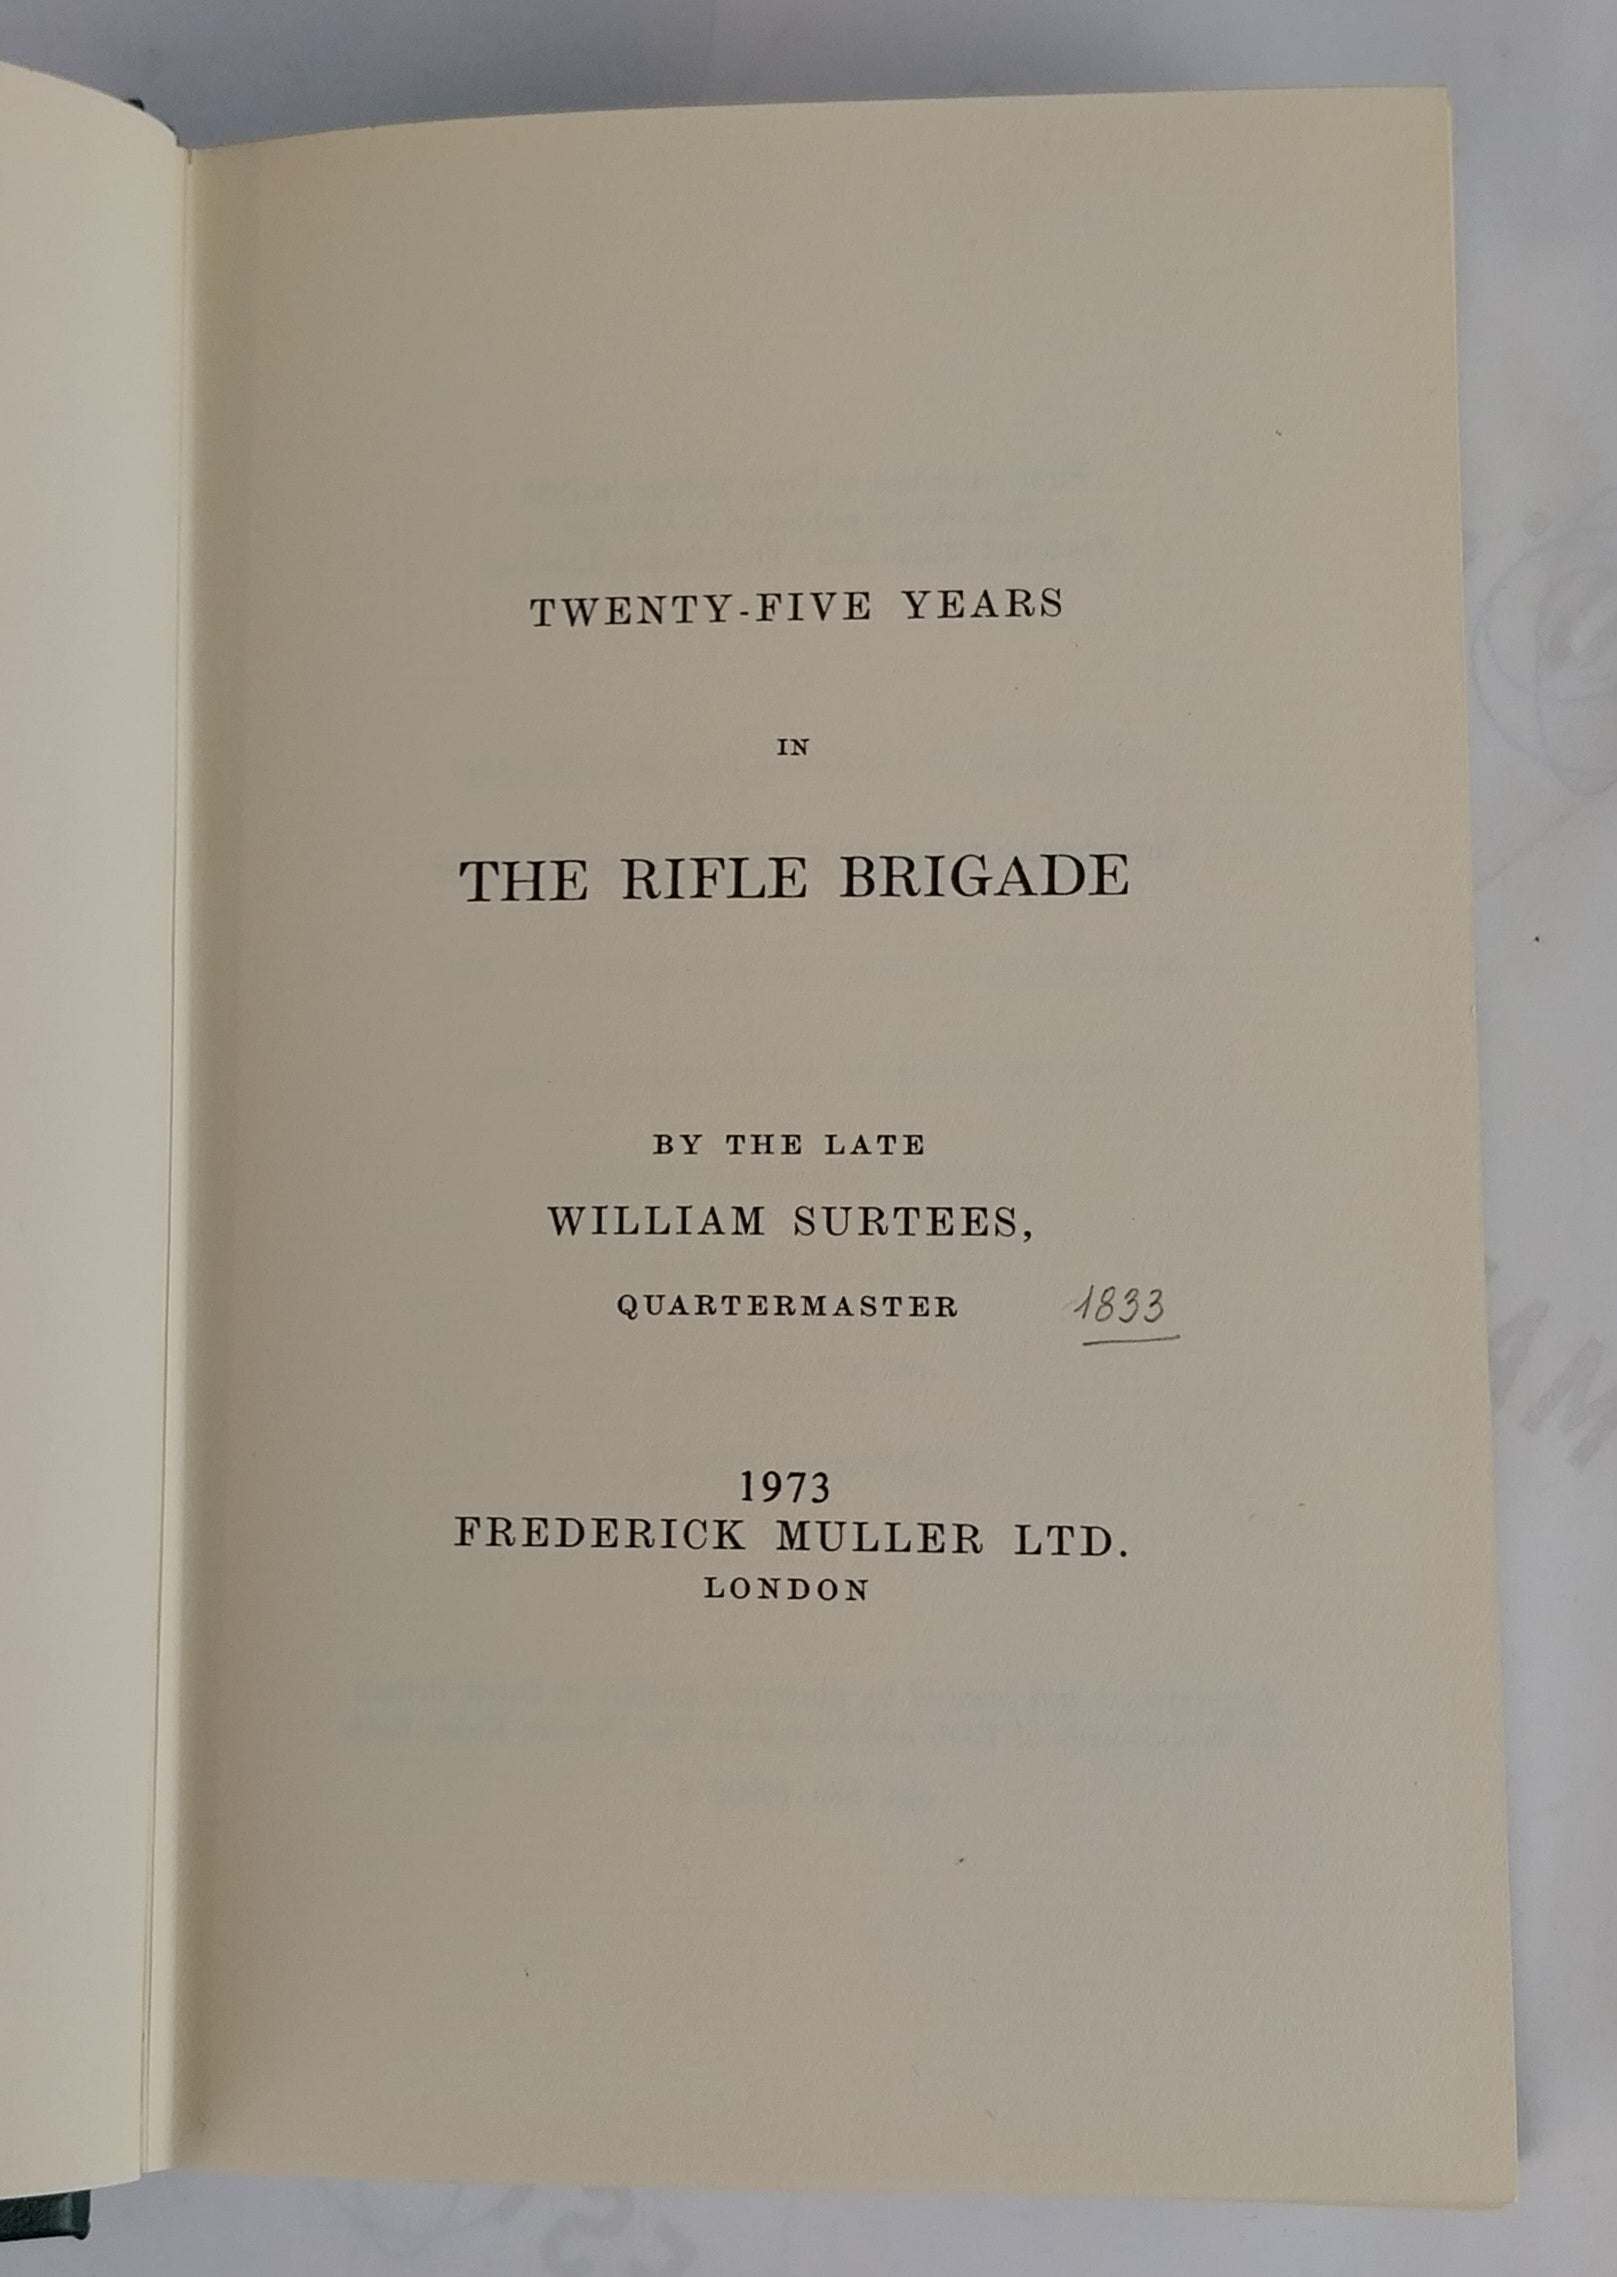 TWENTY-FIVE YEARS
IN
THE RIFLE BRIGADE
BY THE LATE
WILLIAM SURTEES,
QUARTERMASTER 1833
1973
FREDERICK MULLER LTD.
LONDON